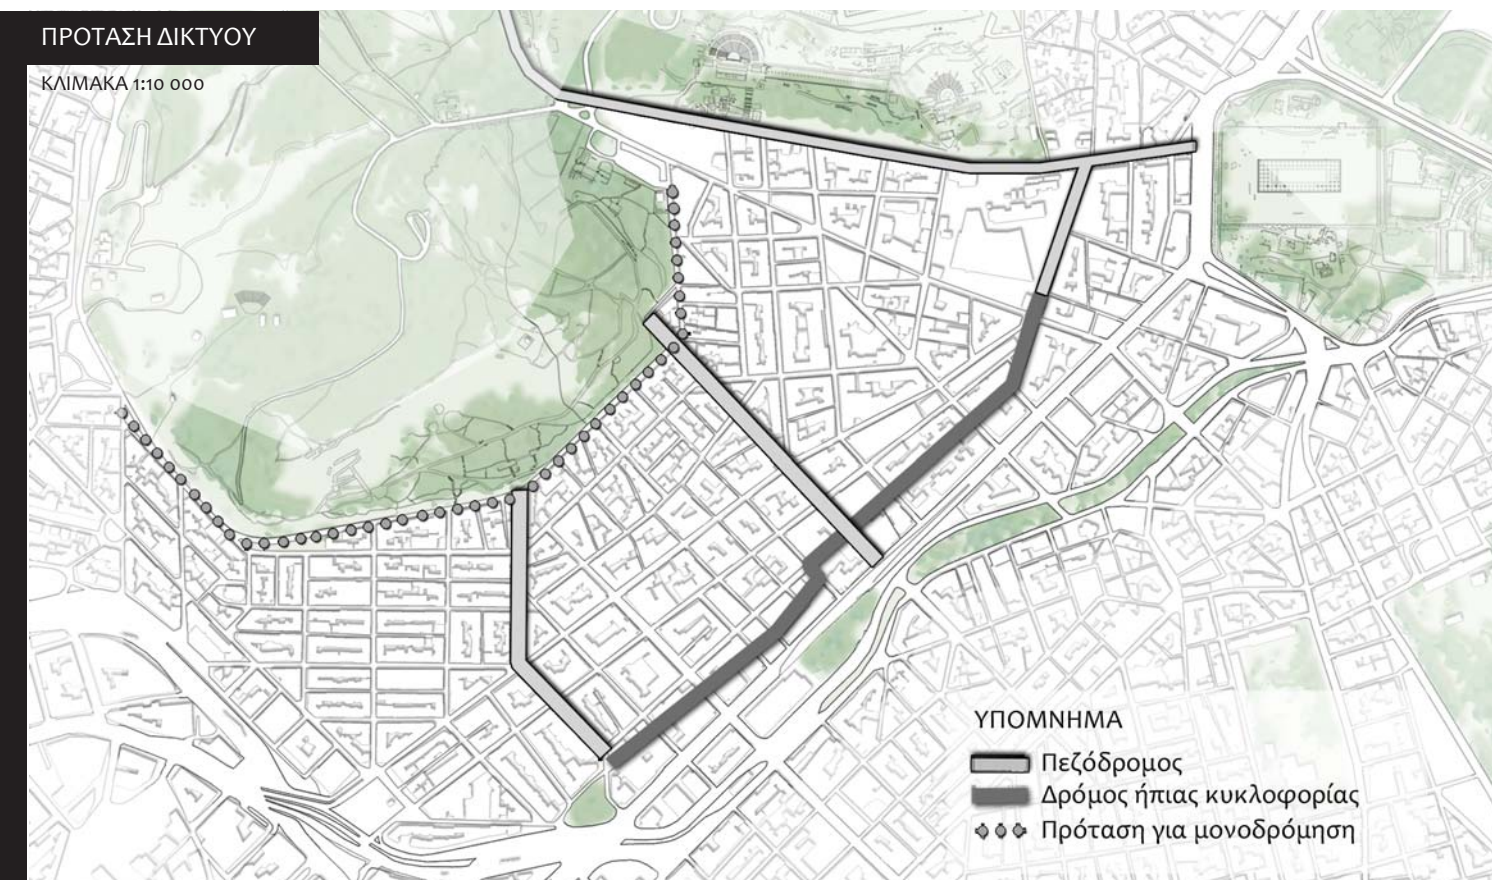 ΠΡΟΤΑΣΗ ΔΙΚΤΥΟΥ
ΚΛΙΜΑΚΑ 1:10 000
ΥΠΟΜΝΗΜΑ
Πεζόδρομος
Δρόμος ήπιας κυκλοφορίας
Πρόταση για μονοδρόμηση